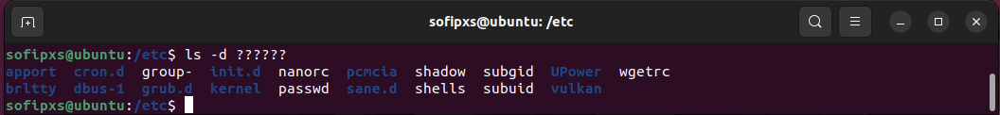 sofipxs@ubuntu: /etc
sofipxs@ubuntu:/etc$ ls -d ??????
apport cron.d group- init.d nanorc pcmcia shadow subgid UPower wgetrc
brltty dbus-1 grub.d kernel passwd sane.d shells subuid vulkan
sofipxs@ubuntu:/etc$